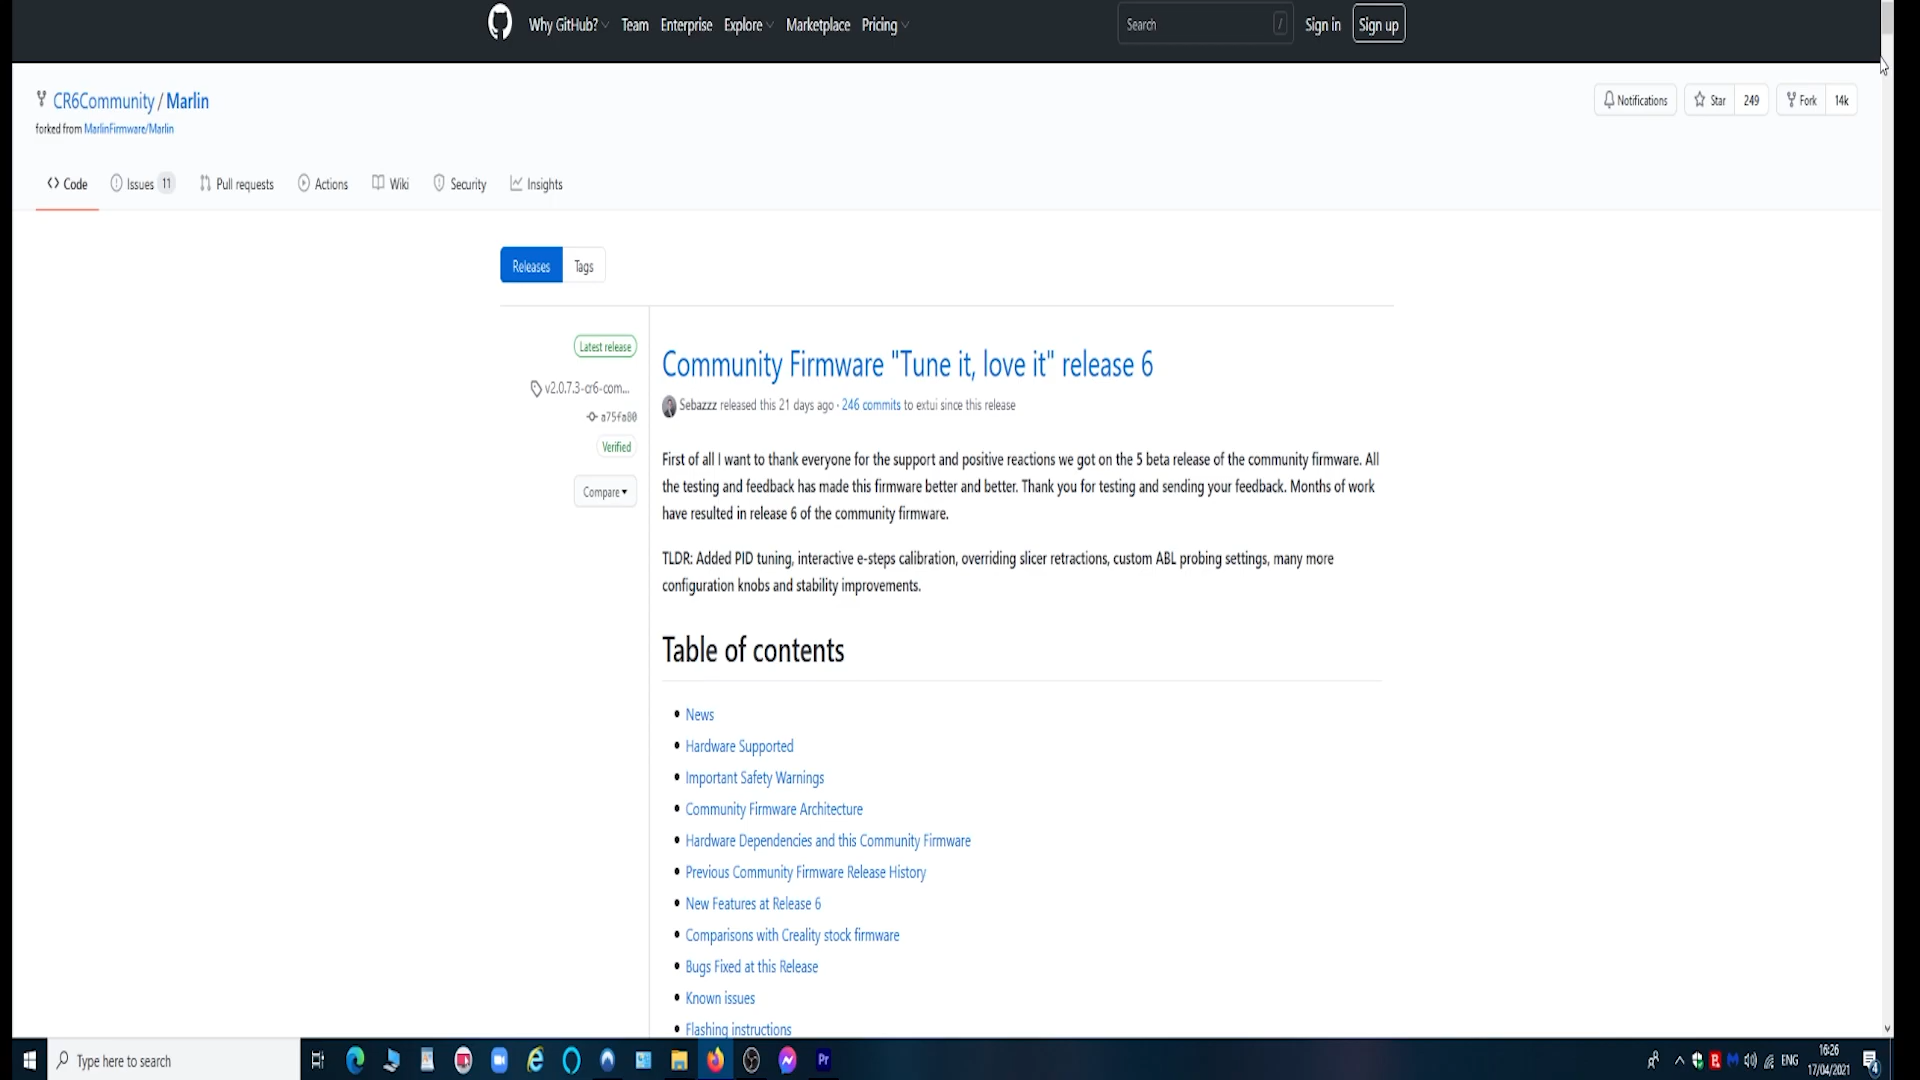 Why GitHub? Team Enterprise Explore Marketplace Pricing Search / Sign in Sign up
CR6Community / Marlin
Notifications Star 249 Fork 14k
forked from MarlinFirmware/Marlin
Code Issues 11 Pull requests Actions Wiki Security Insights
Releases Tags
Latest release
v2.0.7.3-cr6-com...
a75fa80
Verified
Compare
Community Firmware "Tune it, love it" release 6
Sebazzz released this 21 days ago · 246 commits to extui since this release
First of all I want to thank everyone for the support and positive reactions we got on the 5 beta release of the community firmware. All
the testing and feedback has made this firmware better and better. Thank you for testing and sending your feedback. Months of work
have resulted in release 6 of the community firmware.
TLDR: Added PID tuning, interactive e-steps calibration, overriding slicer retractions, custom ABL probing settings, many more
configuration knobs and stability improvements.
Table of contents
News
Hardware Supported
Important Safety Warnings
Community Firmware Architecture
Hardware Dependencies and this Community Firmware
Previous Community Firmware Release History
New Features at Release 6
Comparisons with Creality stock firmware
Bugs Fixed at this Release
Known issues
Flashing instructions
Type here to search
Pr
ENG
16:26
17/04/2021
4